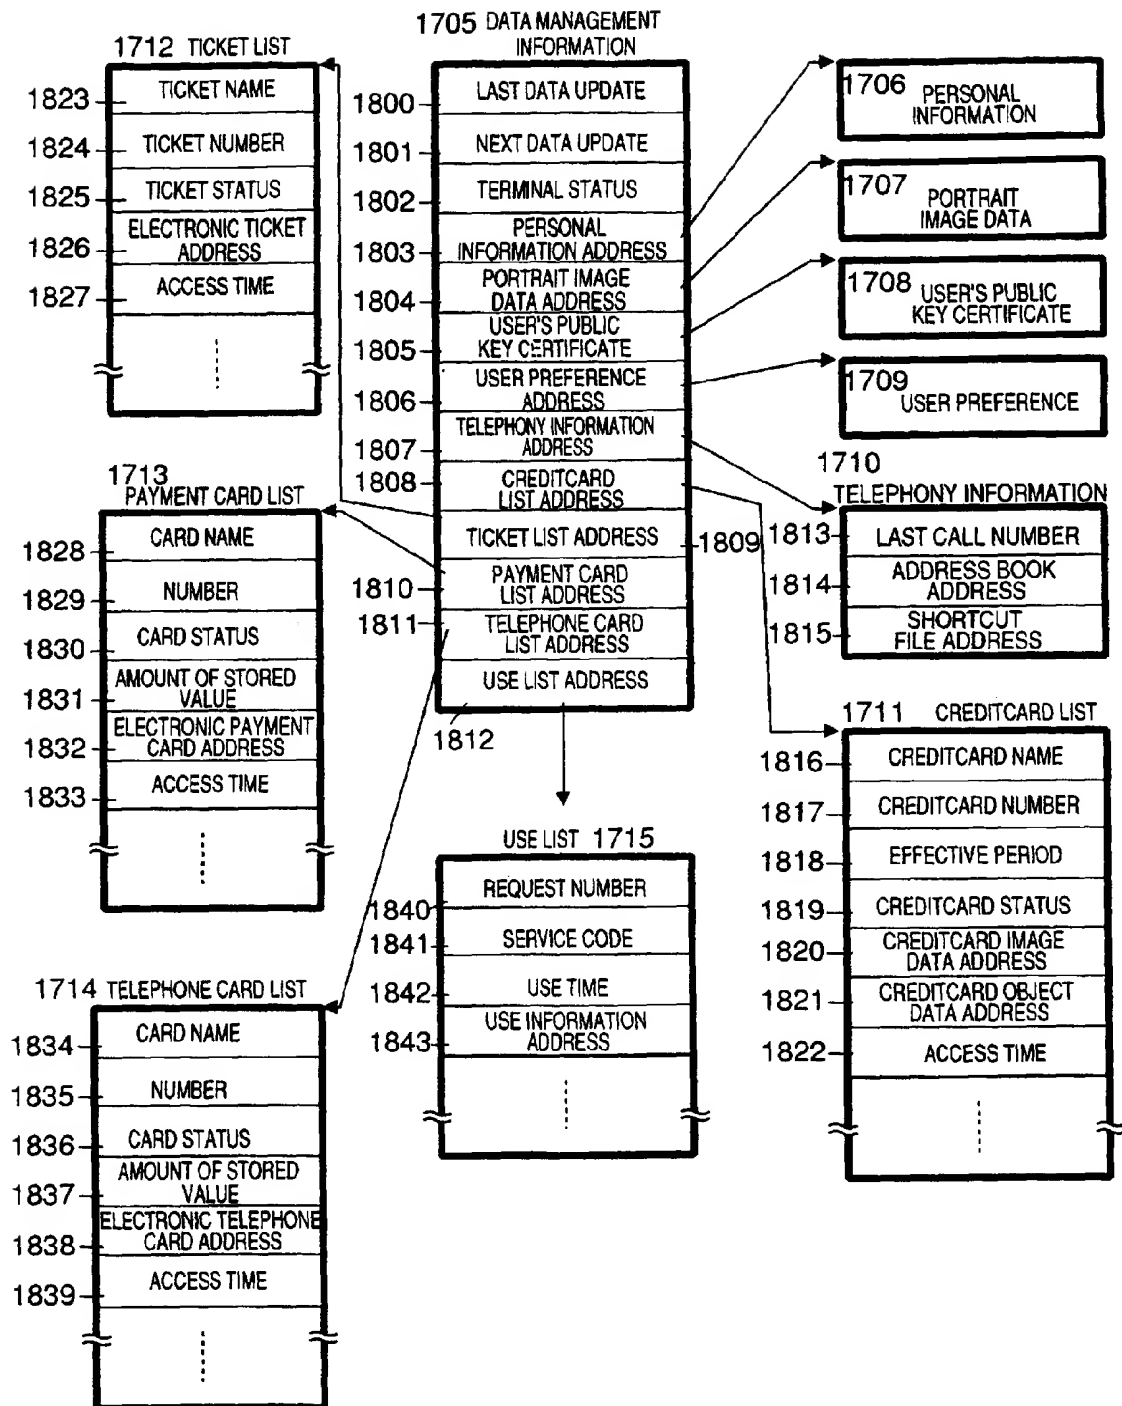 1712 TICKET LIST
1823 TICKET NAME
1824 TICKET NUMBER
1825 TICKET STATUS
1826 ELECTRONIC TICKET
ADDRESS
1827 ACCESS TIME
1713
PAYMENT CARD LIST
1828 CARD NAME
1829 NUMBER
1830 CARD STATUS
1831 AMOUNT OF STORED
VALUE
1832 ELECTRONIC PAYMENT
CARD ADDRESS
1833 ACCESS TIME
1714 TELEPHONE CARD LIST
1834 CARD NAME
1835 NUMBER
1836 CARD STATUS
1837 AMOUNT OF STORED
VALUE
1838 ELECTRONIC TELEPHONE
CARD ADDRESS
1839 ACCESS TIME
1705 DATA MANAGEMENT
INFORMATION
1800 LAST DATA UPDATE
1801 NEXT DATA UPDATE
1802 TERMINAL STATUS
1803 PERSONAL
INFORMATION ADDRESS
1804 PORTRAIT IMAGE
DATA ADDRESS
1805 USER'S PUBLIC
KEY CERTIFICATE
1806 USER PREFERENCE
ADDRESS
1807 TELEPHONY INFORMATION
ADDRESS
1808 CREDITCARD
LIST ADDRESS
TICKET LIST ADDRESS 1809
1810 PAYMENT CARD
LIST ADDRESS
1811 TELEPHONE CARD
LIST ADDRESS
USE LIST ADDRESS
1812
USE LIST 1715
1840 REQUEST NUMBER
1841 SERVICE CODE
1842 USE TIME
1843 USE INFORMATION
ADDRESS
1706 PERSONAL
INFORMATION
1707 PORTRAIT
IMAGE DATA
1708 USER'S PUBLIC
KEY CERTIFICATE
1709 USER PREFERENCE
1710
TELEPHONY INFORMATION
1813 LAST CALL NUMBER
1814 ADDRESS BOOK
ADDRESS
1815 SHORTCUT
FILE ADDRESS
1711 CREDITCARD LIST
1816 CREDITCARD NAME
1817 CREDITCARD NUMBER
1818 EFFECTIVE PERIOD
1819 CREDITCARD STATUS
1820 CREDITCARD IMAGE
DATA ADDRESS
1821 CREDITCARD OBJECT
DATA ADDRESS
1822 ACCESS TIME